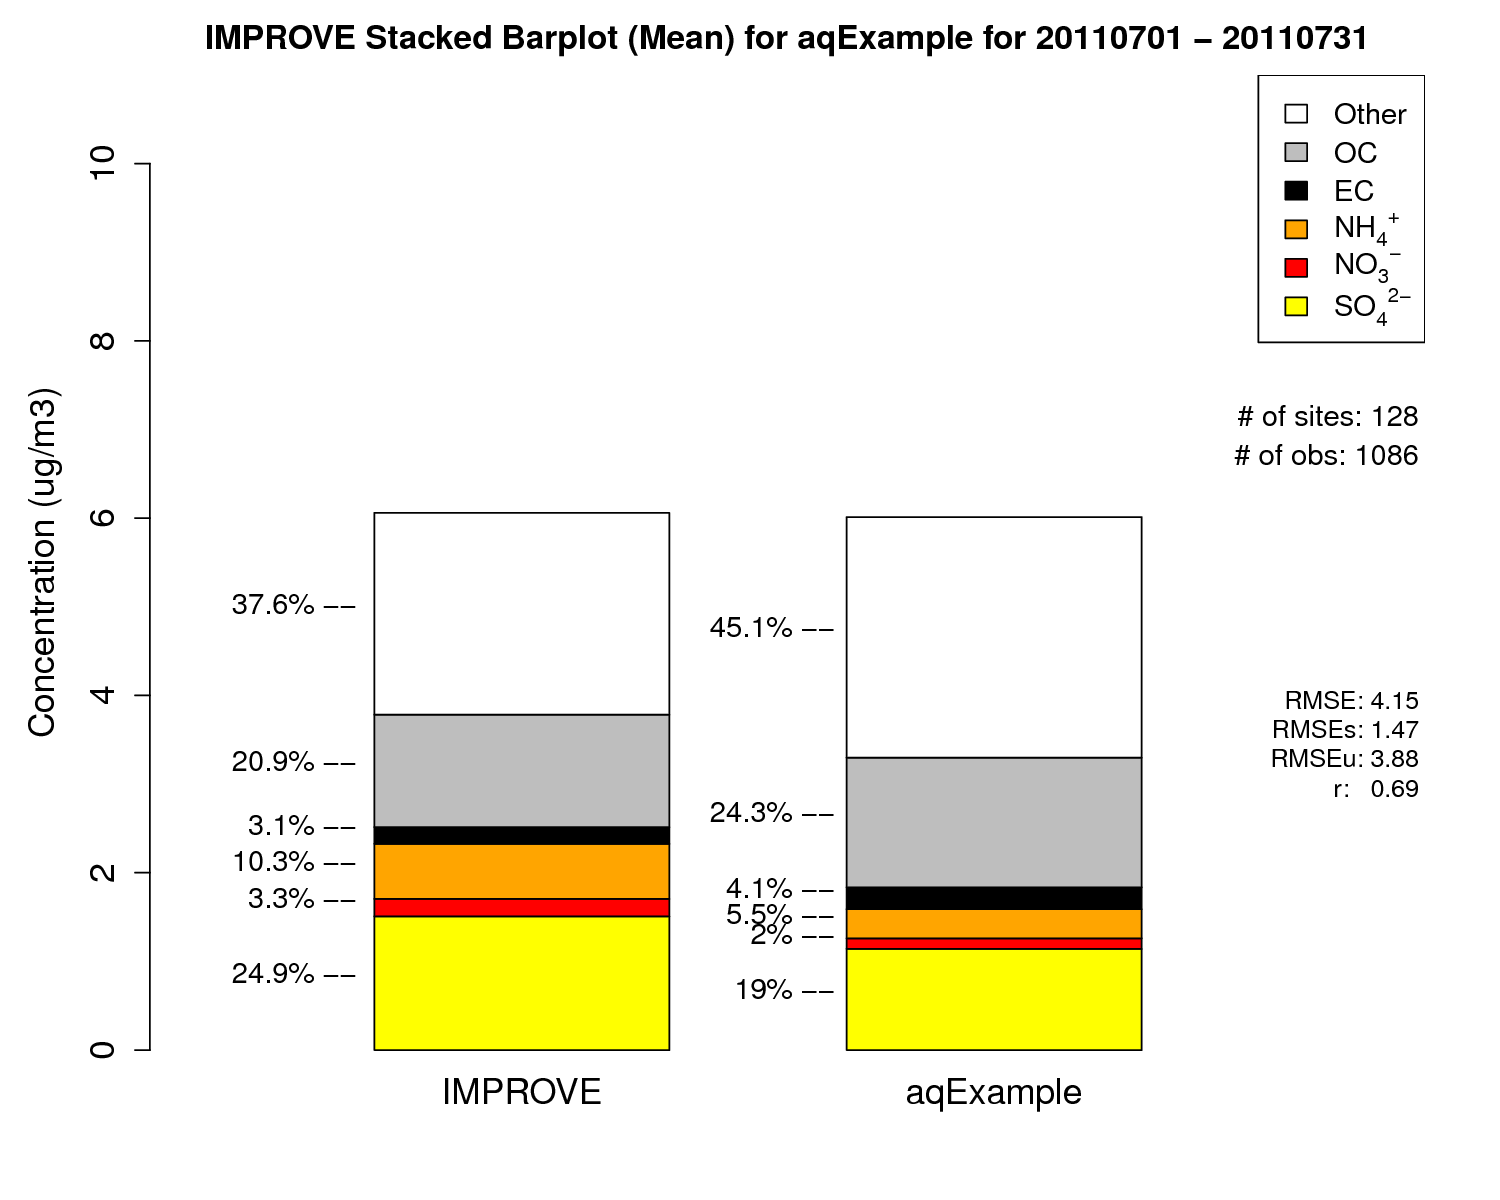 IMPROVE Stacked Barplot (Mean) for aqExample for 20110701 − 20110731
Other
OC
EC
NH₄⁺
NO₃⁻
SO₄²⁻
# of sites: 128
# of obs: 1086
RMSE: 4.15
RMSEs: 1.47
RMSEu: 3.88
r: 0.69
Concentration (ug/m3)
10
8
6
4
2
0
37.6% −−
20.9% −−
3.1% −−
10.3% −−
3.3% −−
24.9% −−
45.1% −−
24.3% −−
4.1% −−
5.5% −−
2% −−
19% −−
IMPROVE
aqExample